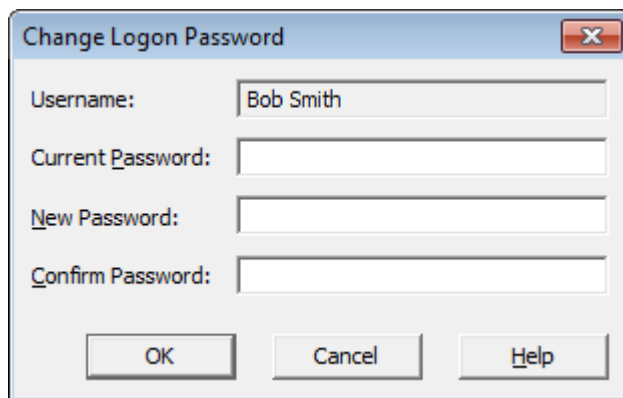 Change Logon Password
Username: Bob Smith
Current Password:
New Password:
Confirm Password:
OK Cancel Help